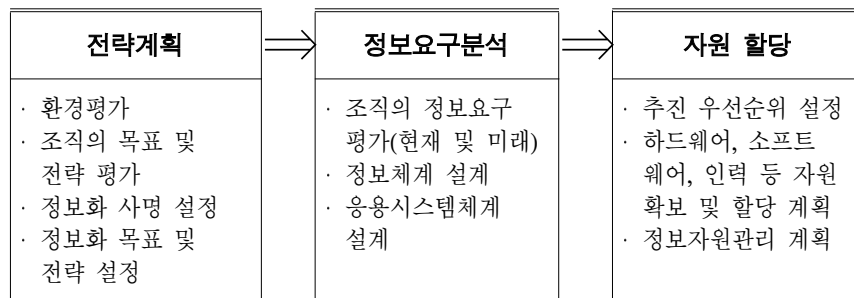 전략계획
· 환경평가
· 조직의 목표 및
전략 평가
· 정보화 사명 설정
· 정보화 목표 및
전략 설정
정보요구분석
· 조직의 정보요구
평가(현재 및 미래)
· 정보체계 설계
· 응용시스템체계
설계
자원 할당
· 추진 우선순위 설정
· 하드웨어, 소프트
웨어, 인력 등 자원
확보 및 할당 계획
· 정보자원관리 계획